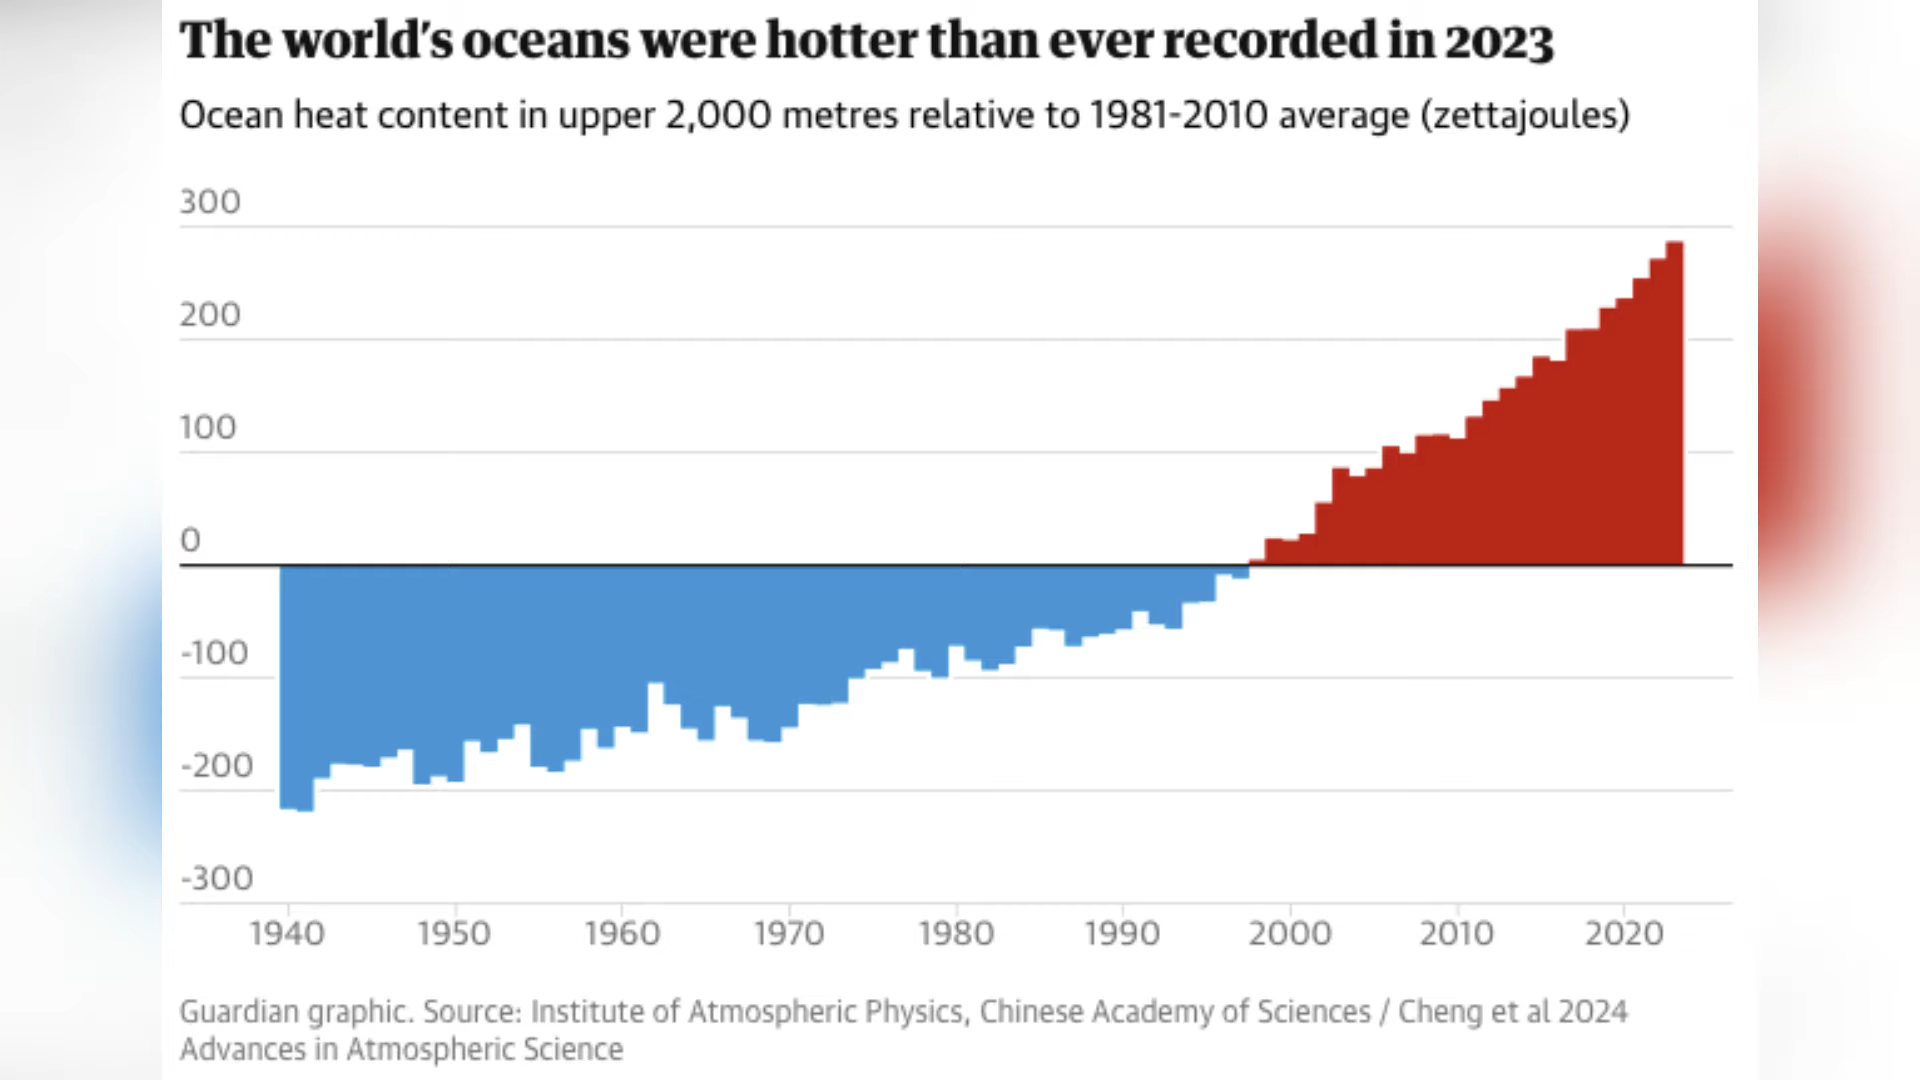 The world's oceans were hotter than ever recorded in 2023
Ocean heat content in upper 2,000 metres relative to 1981-2010 average (zettajoules)
300
200
100
0
-100
-200
-300
1940 1950 1960 1970 1980 1990 2000 2010 2020
Guardian graphic. Source: Institute of Atmospheric Physics, Chinese Academy of Sciences / Cheng et al 2024
Advances in Atmospheric Science